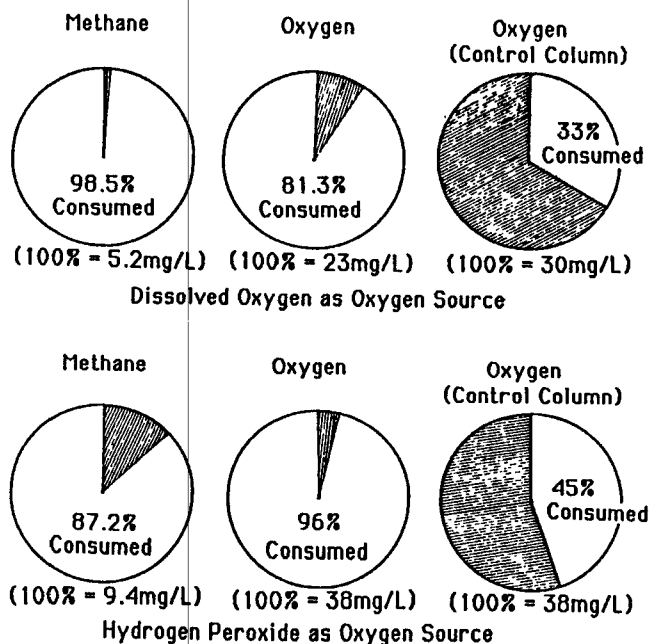 Methane
Oxygen
Oxygen
(Control Column)
98.5%
Consumed
81.3%
Consumed
33%
Consumed
(100% = 5.2mg/L)
(100% = 23mg/L)
(100% = 30mg/L)
Dissolved Oxygen as Oxygen Source
Methane
Oxygen
Oxygen
(Control Column)
87.2%
Consumed
96%
Consumed
45%
Consumed
(100% = 9.4mg/L)
(100% = 38mg/L)
(100% = 38mg/L)
Hydrogen Peroxide as Oxygen Source